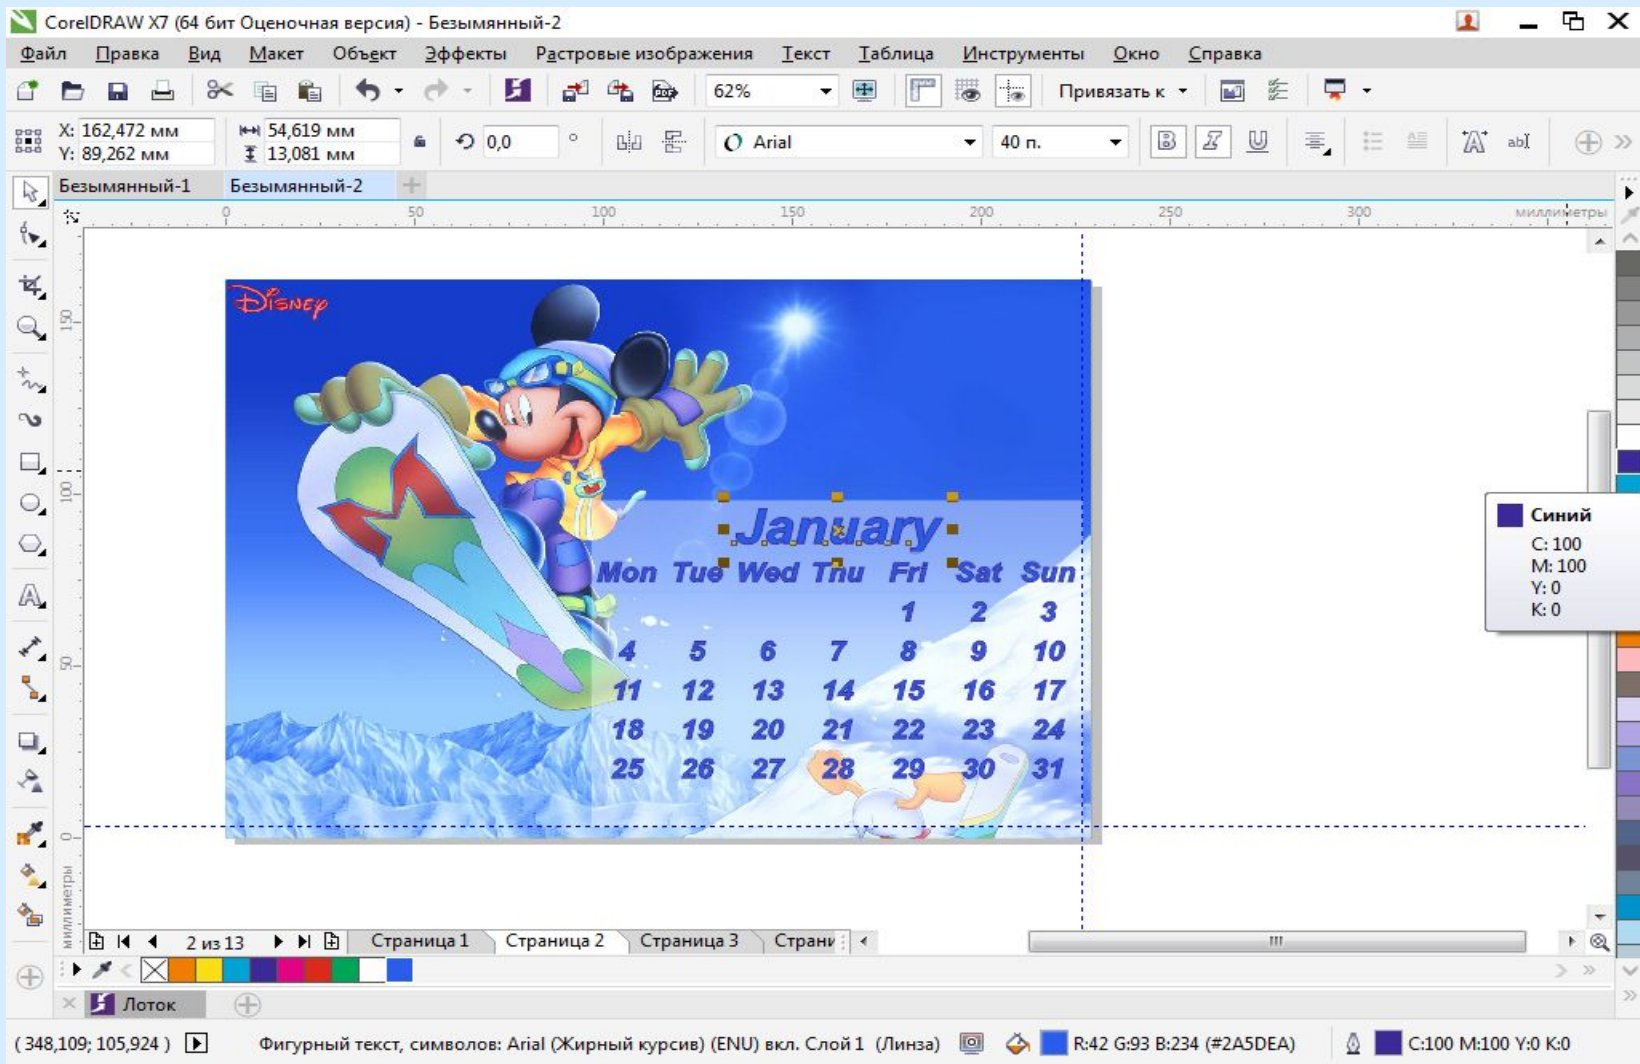 CorelDRAW X7 (64 бит Оценочная версия) - Безымянный-2
Файл Правка Вид Макет Объект Эффекты Растровые изображения Текст Таблица Инструменты Окно Справка
62% Привязать к
X: 162,472 мм 54,619 мм
Y: 89,262 мм 13,081 мм
0,0 ° Arial 40 п.
Безымянный-1 Безымянный-2
0 50 100 150 200 250 300 миллиметры
150
100
50
0
миллиметры
Disney
January
Mon Tue Wed Thu Fri Sat Sun
1 2 3
4 5 6 7 8 9 10
11 12 13 14 15 16 17
18 19 20 21 22 23 24
25 26 27 28 29 30 31
Синий
C: 100
M: 100
Y: 0
K: 0
2 из 13 Страница 1 Страница 2 Страница 3 Страни
Лоток
( 348,109; 105,924 ) Фигурный текст, символов: Arial (Жирный курсив) (ENU) вкл. Слой 1 (Линза) R:42 G:93 B:234 (#2A5DEA) C:100 M:100 Y:0 K:0